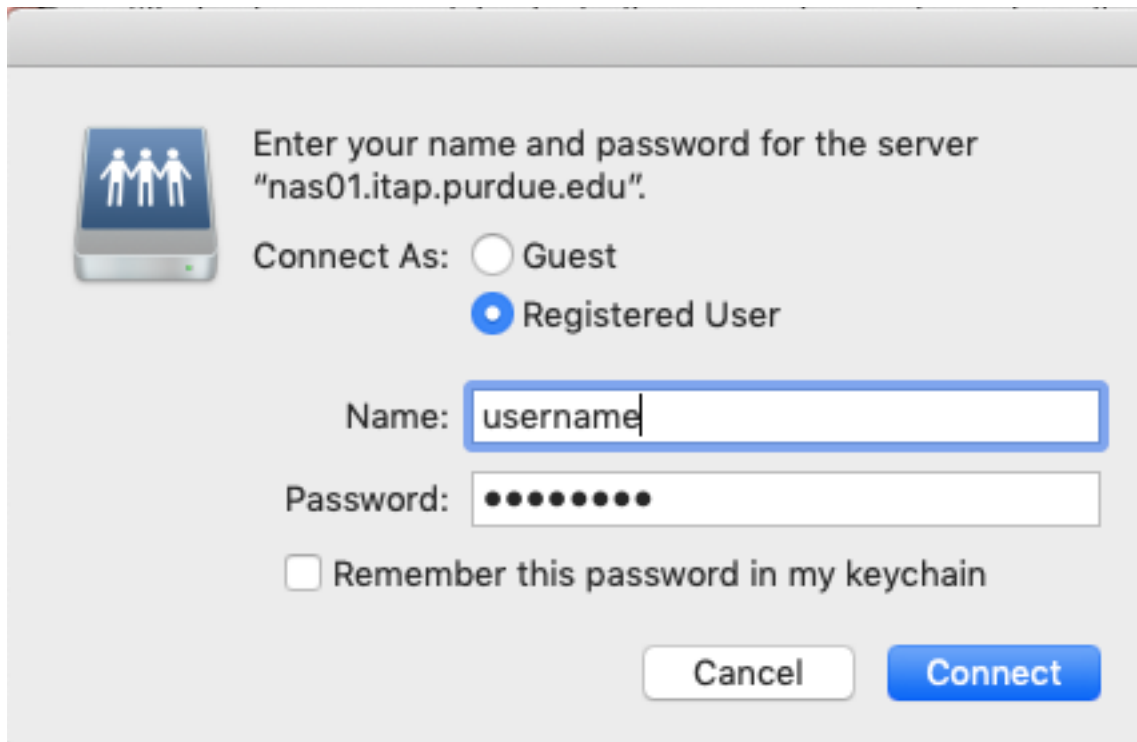 Enter your name and password for the server
“nas01.itap.purdue.edu”.
Connect As: Guest
Registered User
Name: username
Password: ••••••••
Remember this password in my keychain
Cancel Connect